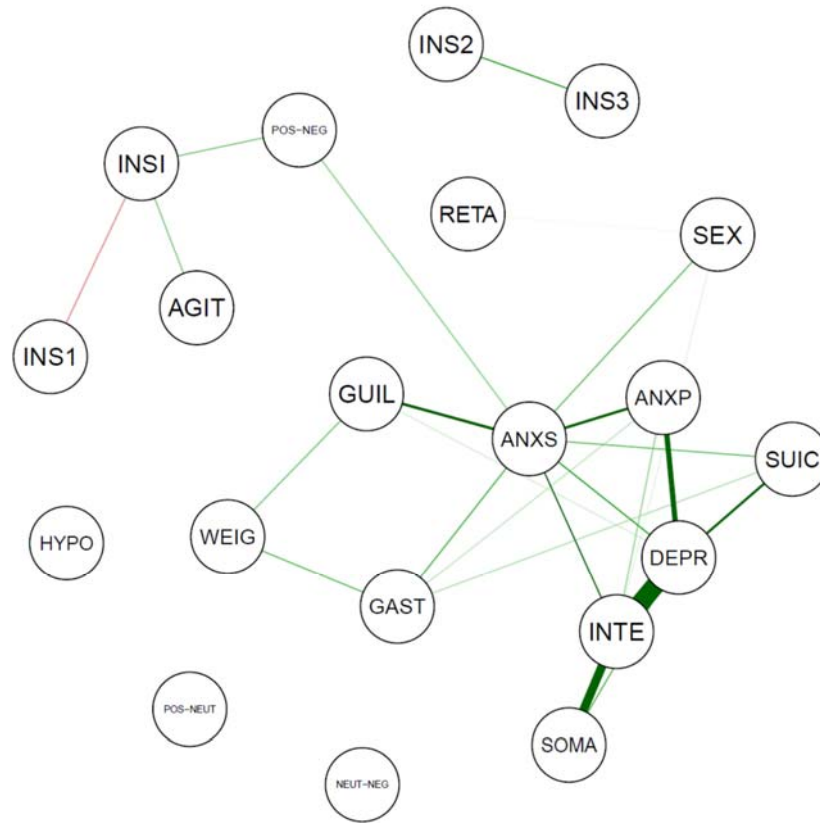 INS2
INS3
POS-NEG
INSI
RETA
SEX
AGIT
INS1
GUIL
ANXP
ANXS
SUIC
WEIG
HYPO
DEPR
GAST
INTE
POS-NEUT
SOMA
NEUT-NEG